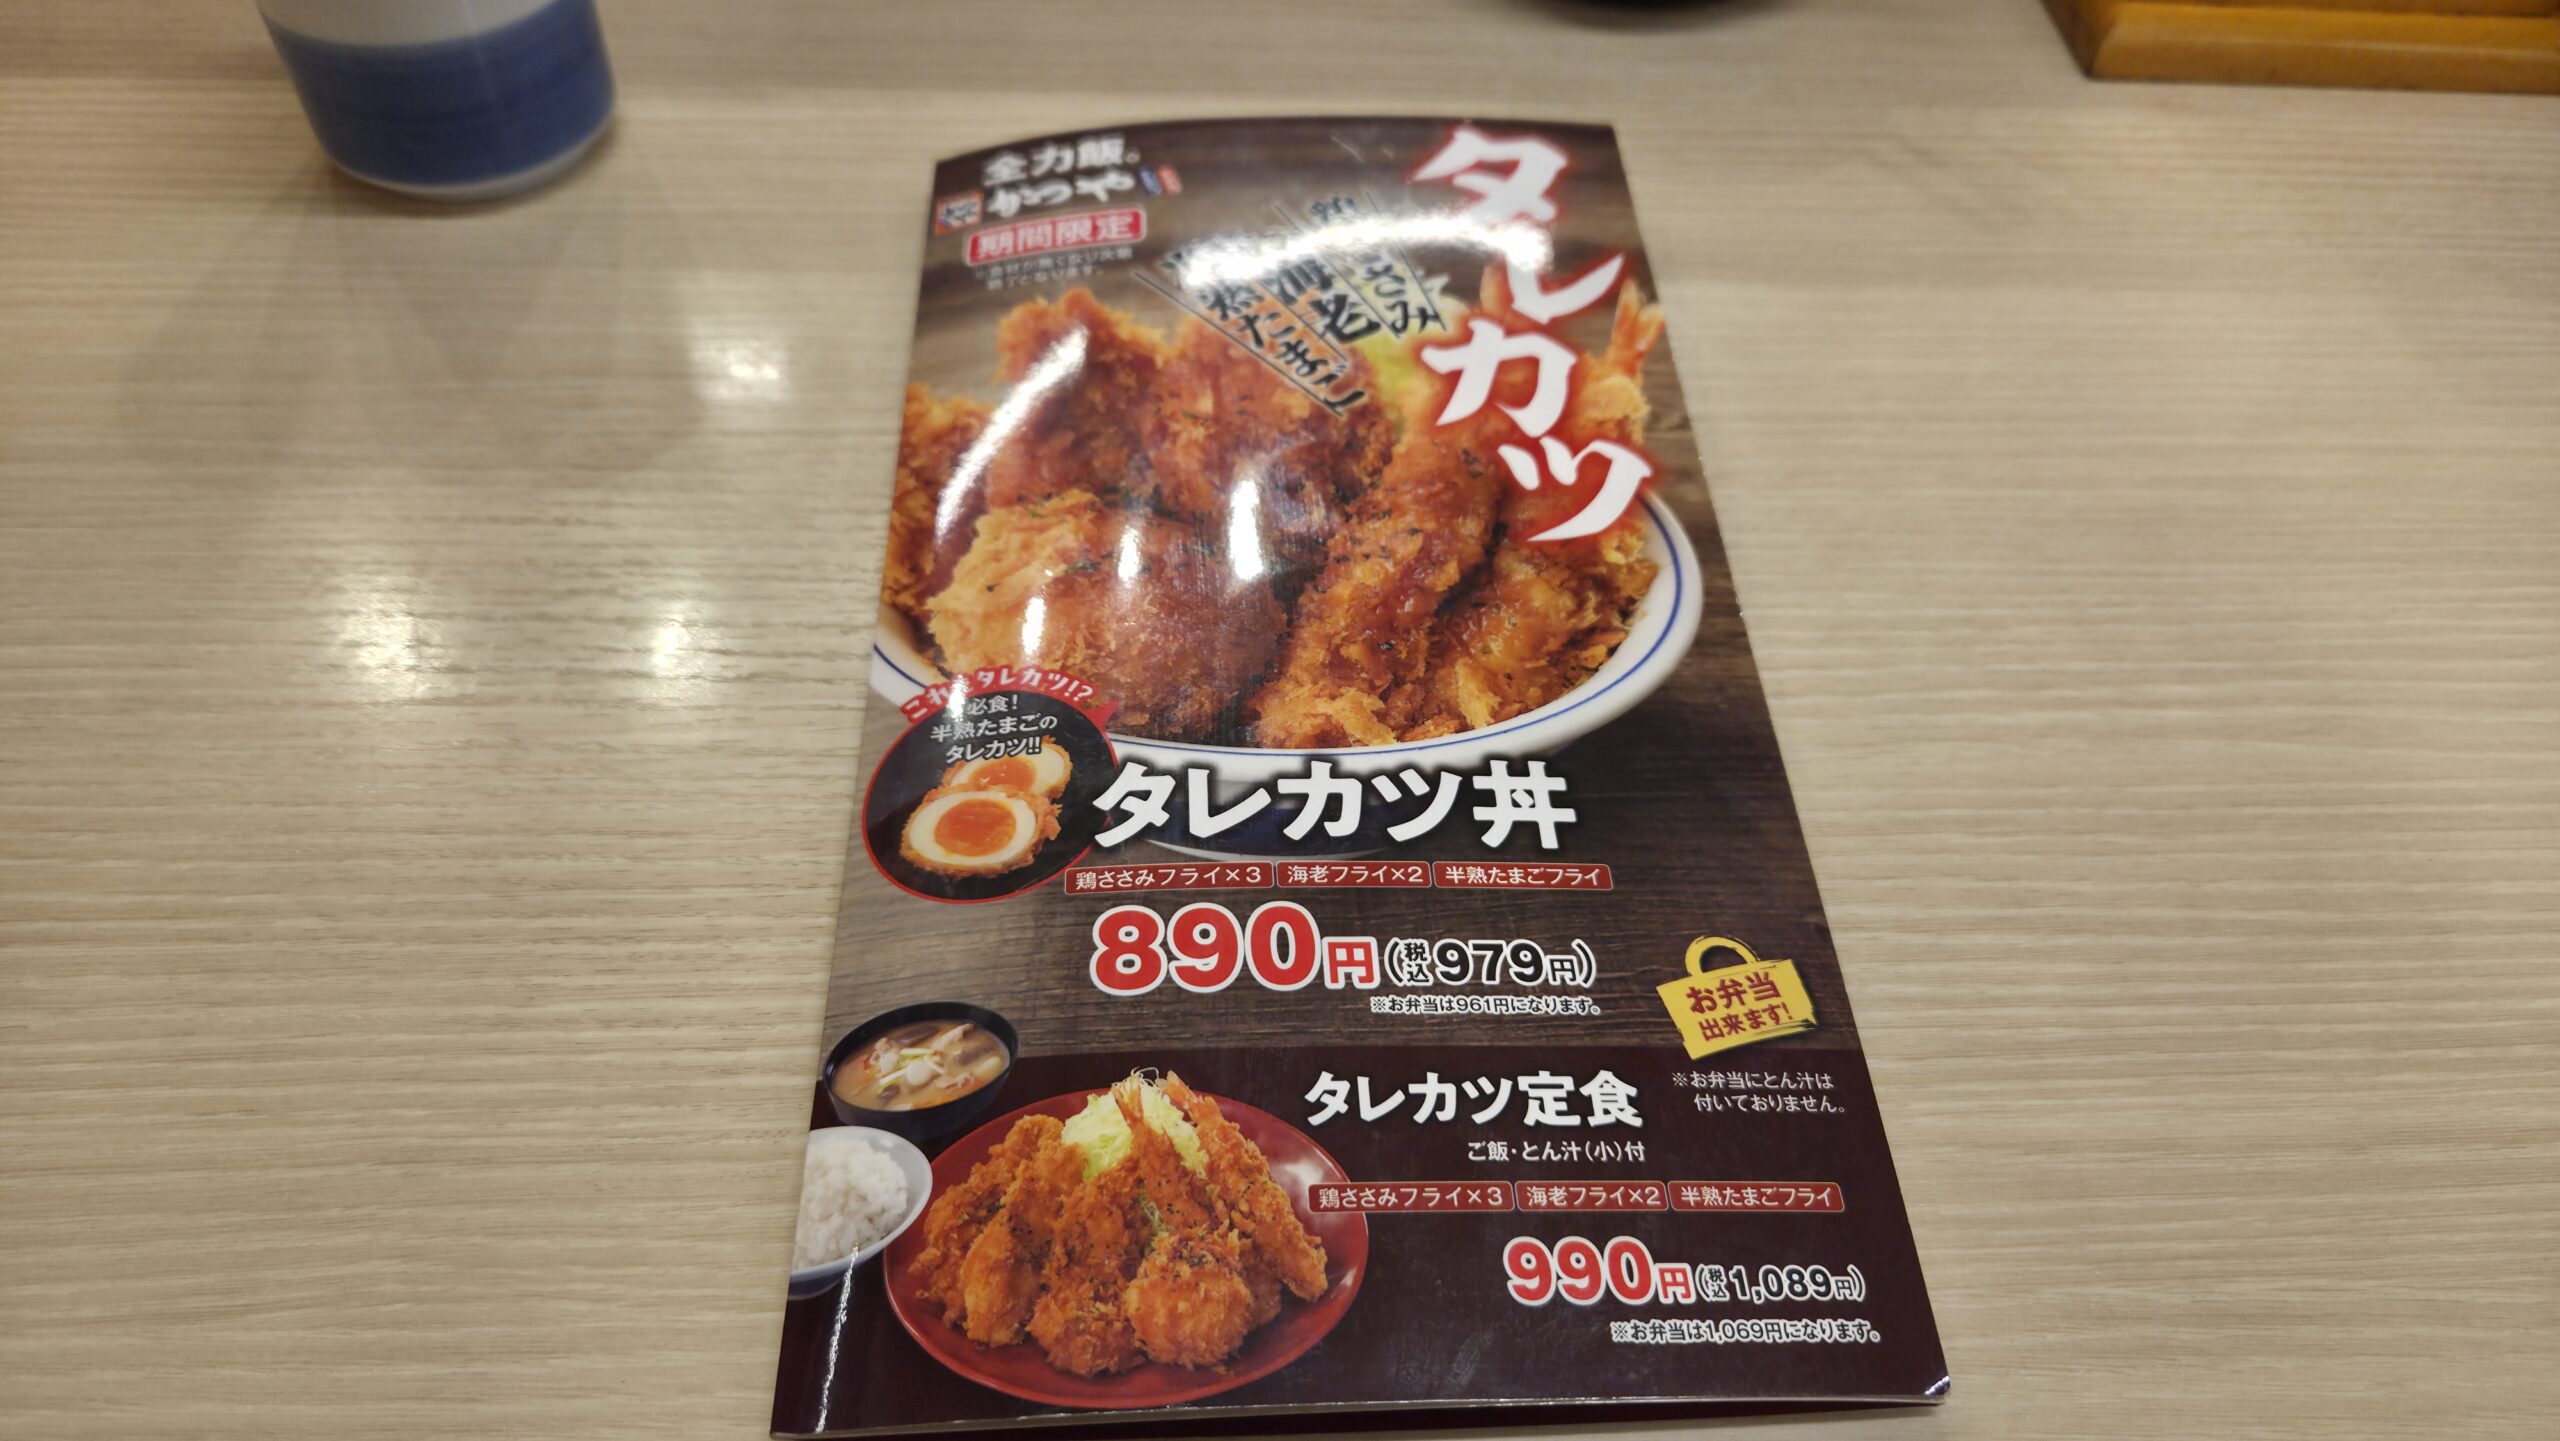 全力飯。
かつや
期間限定
タレカツ
ささみ
海老
半熟たまご
これもタレカツ!?
必食!
半熟たまごの
タレカツ!!
タレカツ丼
鶏ささみフライ×3 海老フライ×2 半熟たまごフライ
890円(税込979円)
※お弁当は961円になります。
お弁当
出来ます!
※お弁当にとん汁は
付いておりません。
タレカツ定食
ご飯・とん汁(小)付
鶏ささみフライ×3 海老フライ×2 半熟たまごフライ
990円(税込1,089円)
※お弁当は1,069円になります。